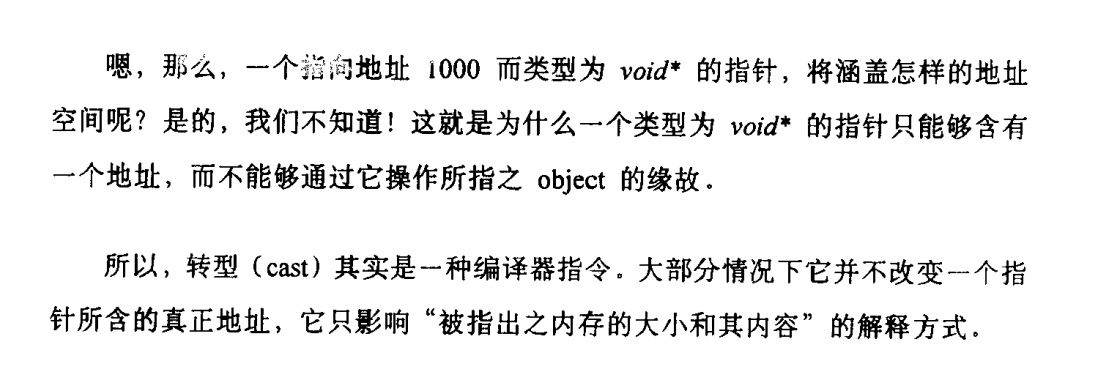 嗯，那么，一个指向地址 1000 而类型为 void* 的指针，将涵盖怎样的地址
空间呢？是的，我们不知道！这就是为什么一个类型为 void* 的指针只能够含有
一个地址，而不能够通过它操作所指之 object 的缘故。
所以，转型（cast）其实是一种编译器指令。大部分情况下它并不改变一个指
针所含的真正地址，它只影响“被指出之内存的大小和其内容”的解释方式。